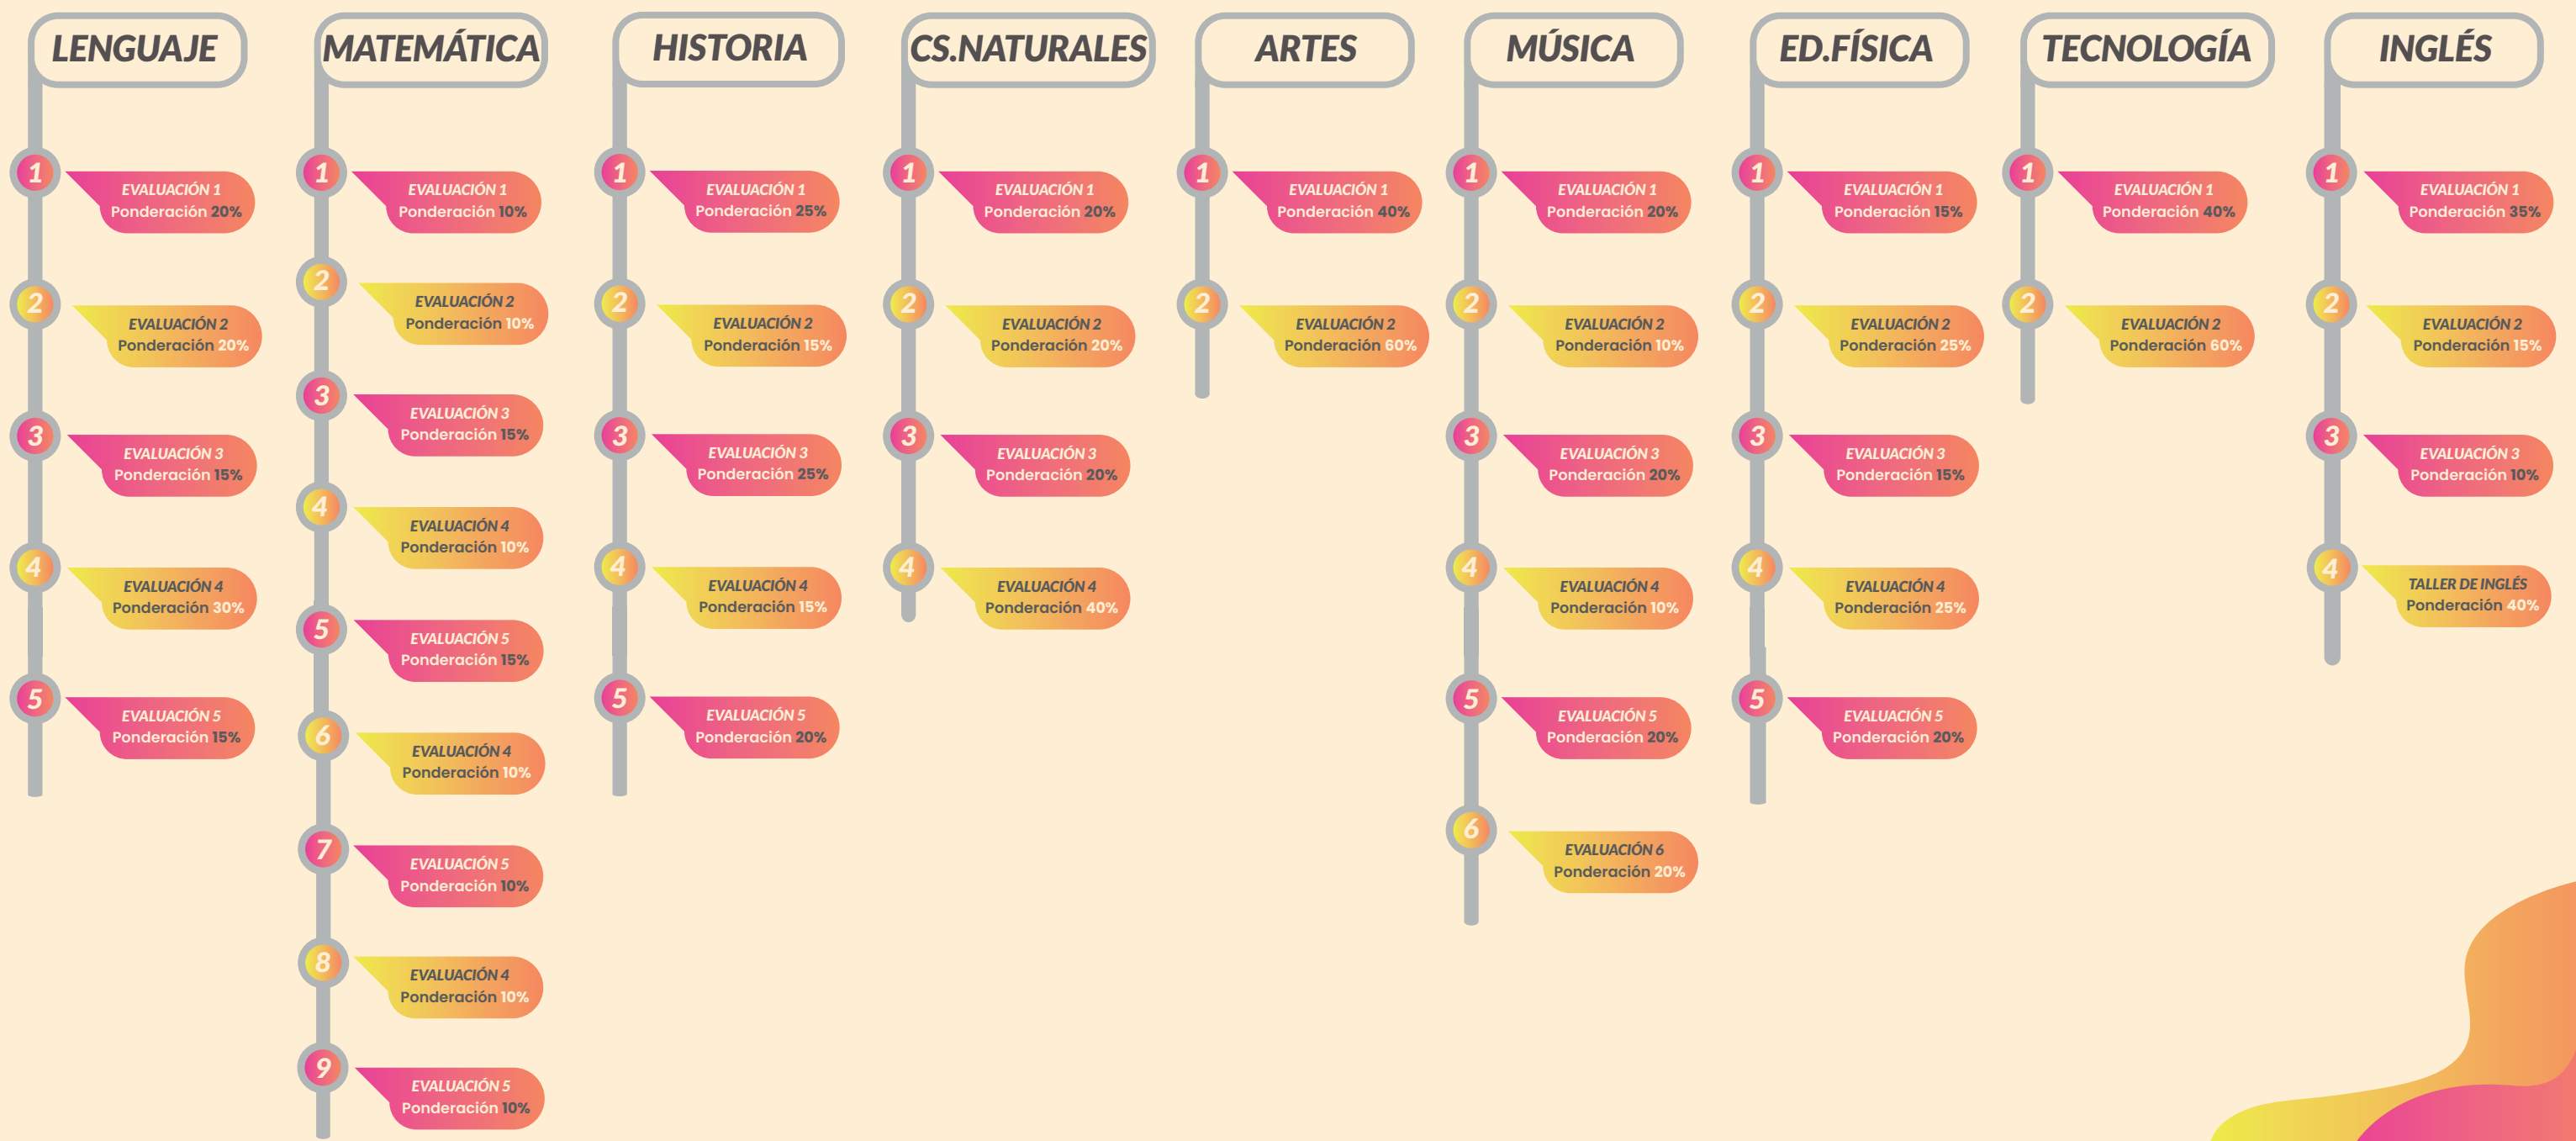 LENGUAJE
1
EVALUACIÓN 1
Ponderación 20%
2
EVALUACIÓN 2
Ponderación 20%
3
EVALUACIÓN 3
Ponderación 15%
4
EVALUACIÓN 4
Ponderación 30%
5
EVALUACIÓN 5
Ponderación 15%
MATEMÁTICA
1
EVALUACIÓN 1
Ponderación 10%
2
EVALUACIÓN 2
Ponderación 10%
3
EVALUACIÓN 3
Ponderación 15%
4
EVALUACIÓN 4
Ponderación 10%
5
EVALUACIÓN 5
Ponderación 15%
6
EVALUACIÓN 4
Ponderación 10%
7
EVALUACIÓN 5
Ponderación 10%
8
EVALUACIÓN 4
Ponderación 10%
9
EVALUACIÓN 5
Ponderación 10%
HISTORIA
1
EVALUACIÓN 1
Ponderación 25%
2
EVALUACIÓN 2
Ponderación 15%
3
EVALUACIÓN 3
Ponderación 25%
4
EVALUACIÓN 4
Ponderación 15%
5
EVALUACIÓN 5
Ponderación 20%
CS.NATURALES
1
EVALUACIÓN 1
Ponderación 20%
2
EVALUACIÓN 2
Ponderación 20%
3
EVALUACIÓN 3
Ponderación 20%
4
EVALUACIÓN 4
Ponderación 40%
ARTES
1
EVALUACIÓN 1
Ponderación 40%
2
EVALUACIÓN 2
Ponderación 60%
MÚSICA
1
EVALUACIÓN 1
Ponderación 20%
2
EVALUACIÓN 2
Ponderación 10%
3
EVALUACIÓN 3
Ponderación 20%
4
EVALUACIÓN 4
Ponderación 10%
5
EVALUACIÓN 5
Ponderación 20%
6
EVALUACIÓN 6
Ponderación 20%
ED.FÍSICA
1
EVALUACIÓN 1
Ponderación 15%
2
EVALUACIÓN 2
Ponderación 25%
3
EVALUACIÓN 3
Ponderación 15%
4
EVALUACIÓN 4
Ponderación 25%
5
EVALUACIÓN 5
Ponderación 20%
TECNOLOGÍA
1
EVALUACIÓN 1
Ponderación 40%
2
EVALUACIÓN 2
Ponderación 60%
INGLÉS
1
EVALUACIÓN 1
Ponderación 35%
2
EVALUACIÓN 2
Ponderación 15%
3
EVALUACIÓN 3
Ponderación 10%
4
TALLER DE INGLÉS
Ponderación 40%